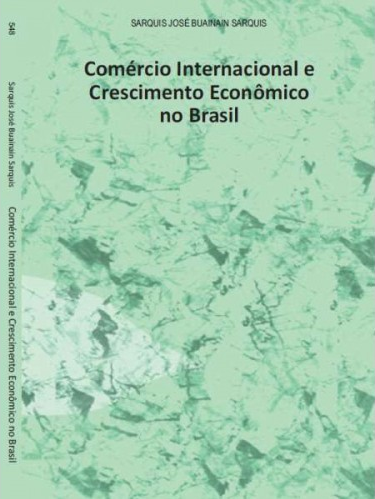 SARQUIS JOSÉ BUAINAIN SARQUIS
Comércio Internacional e
Crescimento Econômico
no Brasil
548
Sarquis José Buainain Sarquis
Comércio Internacional e Crescimento Econômico no Brasil